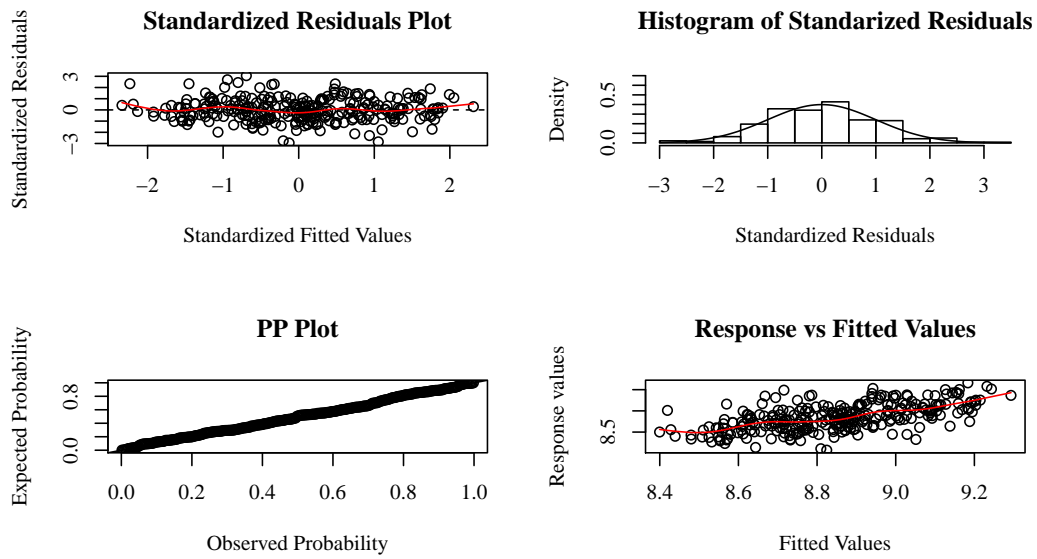 Standardized Residuals Plot
Standardized Residuals
3
0
−3
−2 −1 0 1 2
Standardized Fitted Values
Histogram of Standarized Residuals
Density
0.5
0.0
−3 −2 −1 0 1 2 3
Standardized Residuals
PP Plot
Expected Probability
0.8
0.0
0.0 0.2 0.4 0.6 0.8 1.0
Observed Probability
Response vs Fitted Values
Response values
8.5
8.4 8.6 8.8 9.0 9.2
Fitted Values